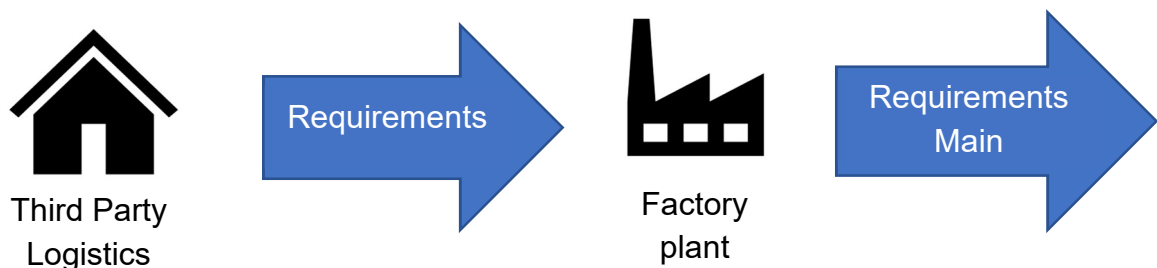 Requirements
Requirements
Main
Third Party
Logistics
Factory
plant